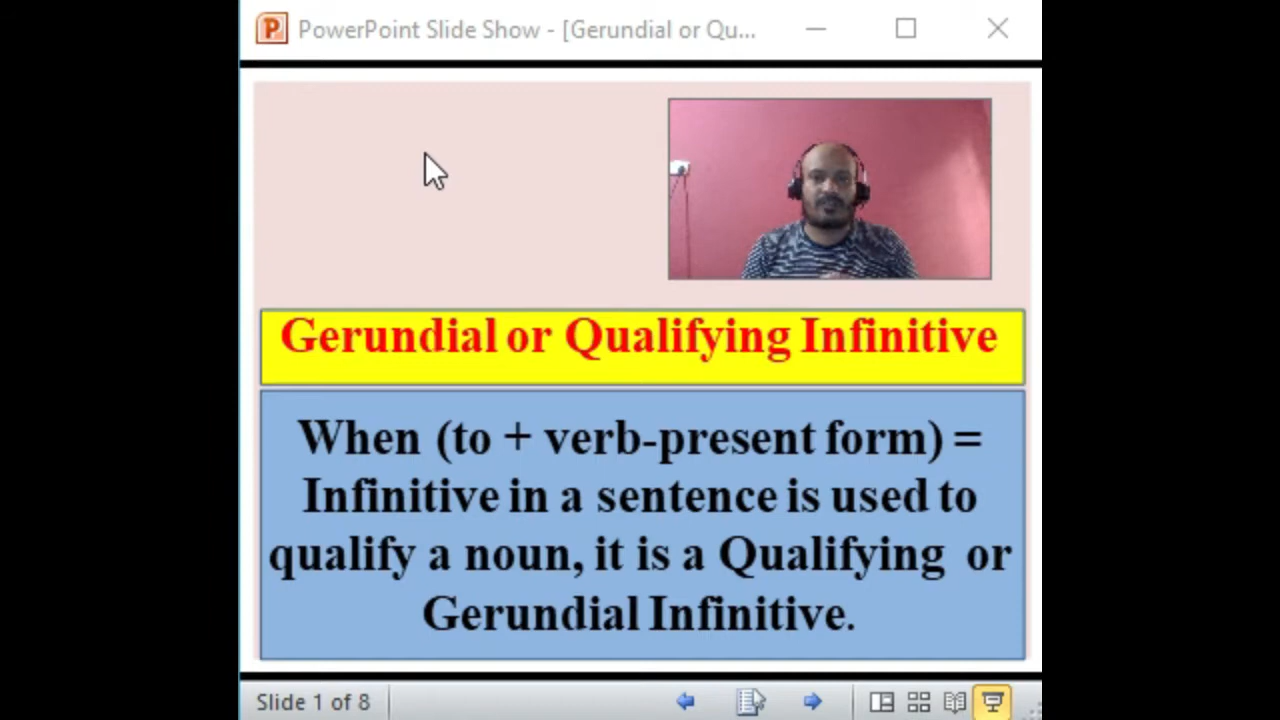 PowerPoint Slide Show - [Gerundial or Qu...
Gerundial or Qualifying Infinitive
When (to + verb-present form) =
Infinitive in a sentence is used to
qualify a noun, it is a Qualifying or
Gerundial Infinitive.
Slide 1 of 8